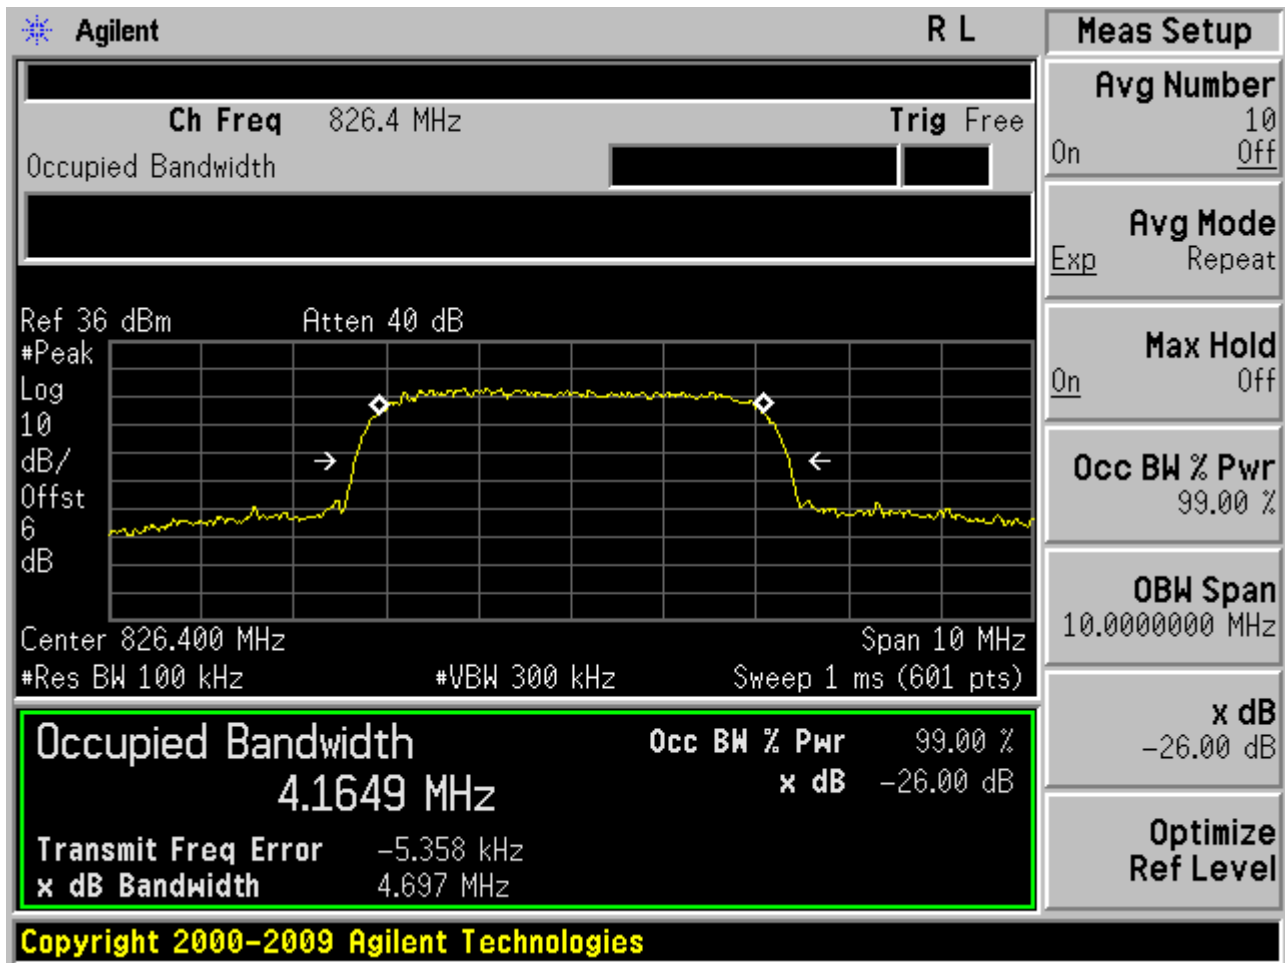 Agilent R L
Ch Freq 826.4 MHz Trig Free
Occupied Bandwidth
Ref 36 dBm Atten 40 dB
#Peak
Log
10
dB/
Offst
6
dB
Center 826.400 MHz Span 10 MHz
#Res BW 100 kHz #VBW 300 kHz Sweep 1 ms (601 pts)
Occupied Bandwidth Occ BW % Pwr 99.00 %
4.1649 MHz x dB -26.00 dB
Transmit Freq Error -5.358 kHz
x dB Bandwidth 4.697 MHz
Meas Setup
Avg Number
10
On Off
Avg Mode
Exp Repeat
Max Hold
On Off
Occ BW % Pwr
99.00 %
OBW Span
10.0000000 MHz
x dB
-26.00 dB
Optimize
Ref Level
Copyright 2000-2009 Agilent Technologies